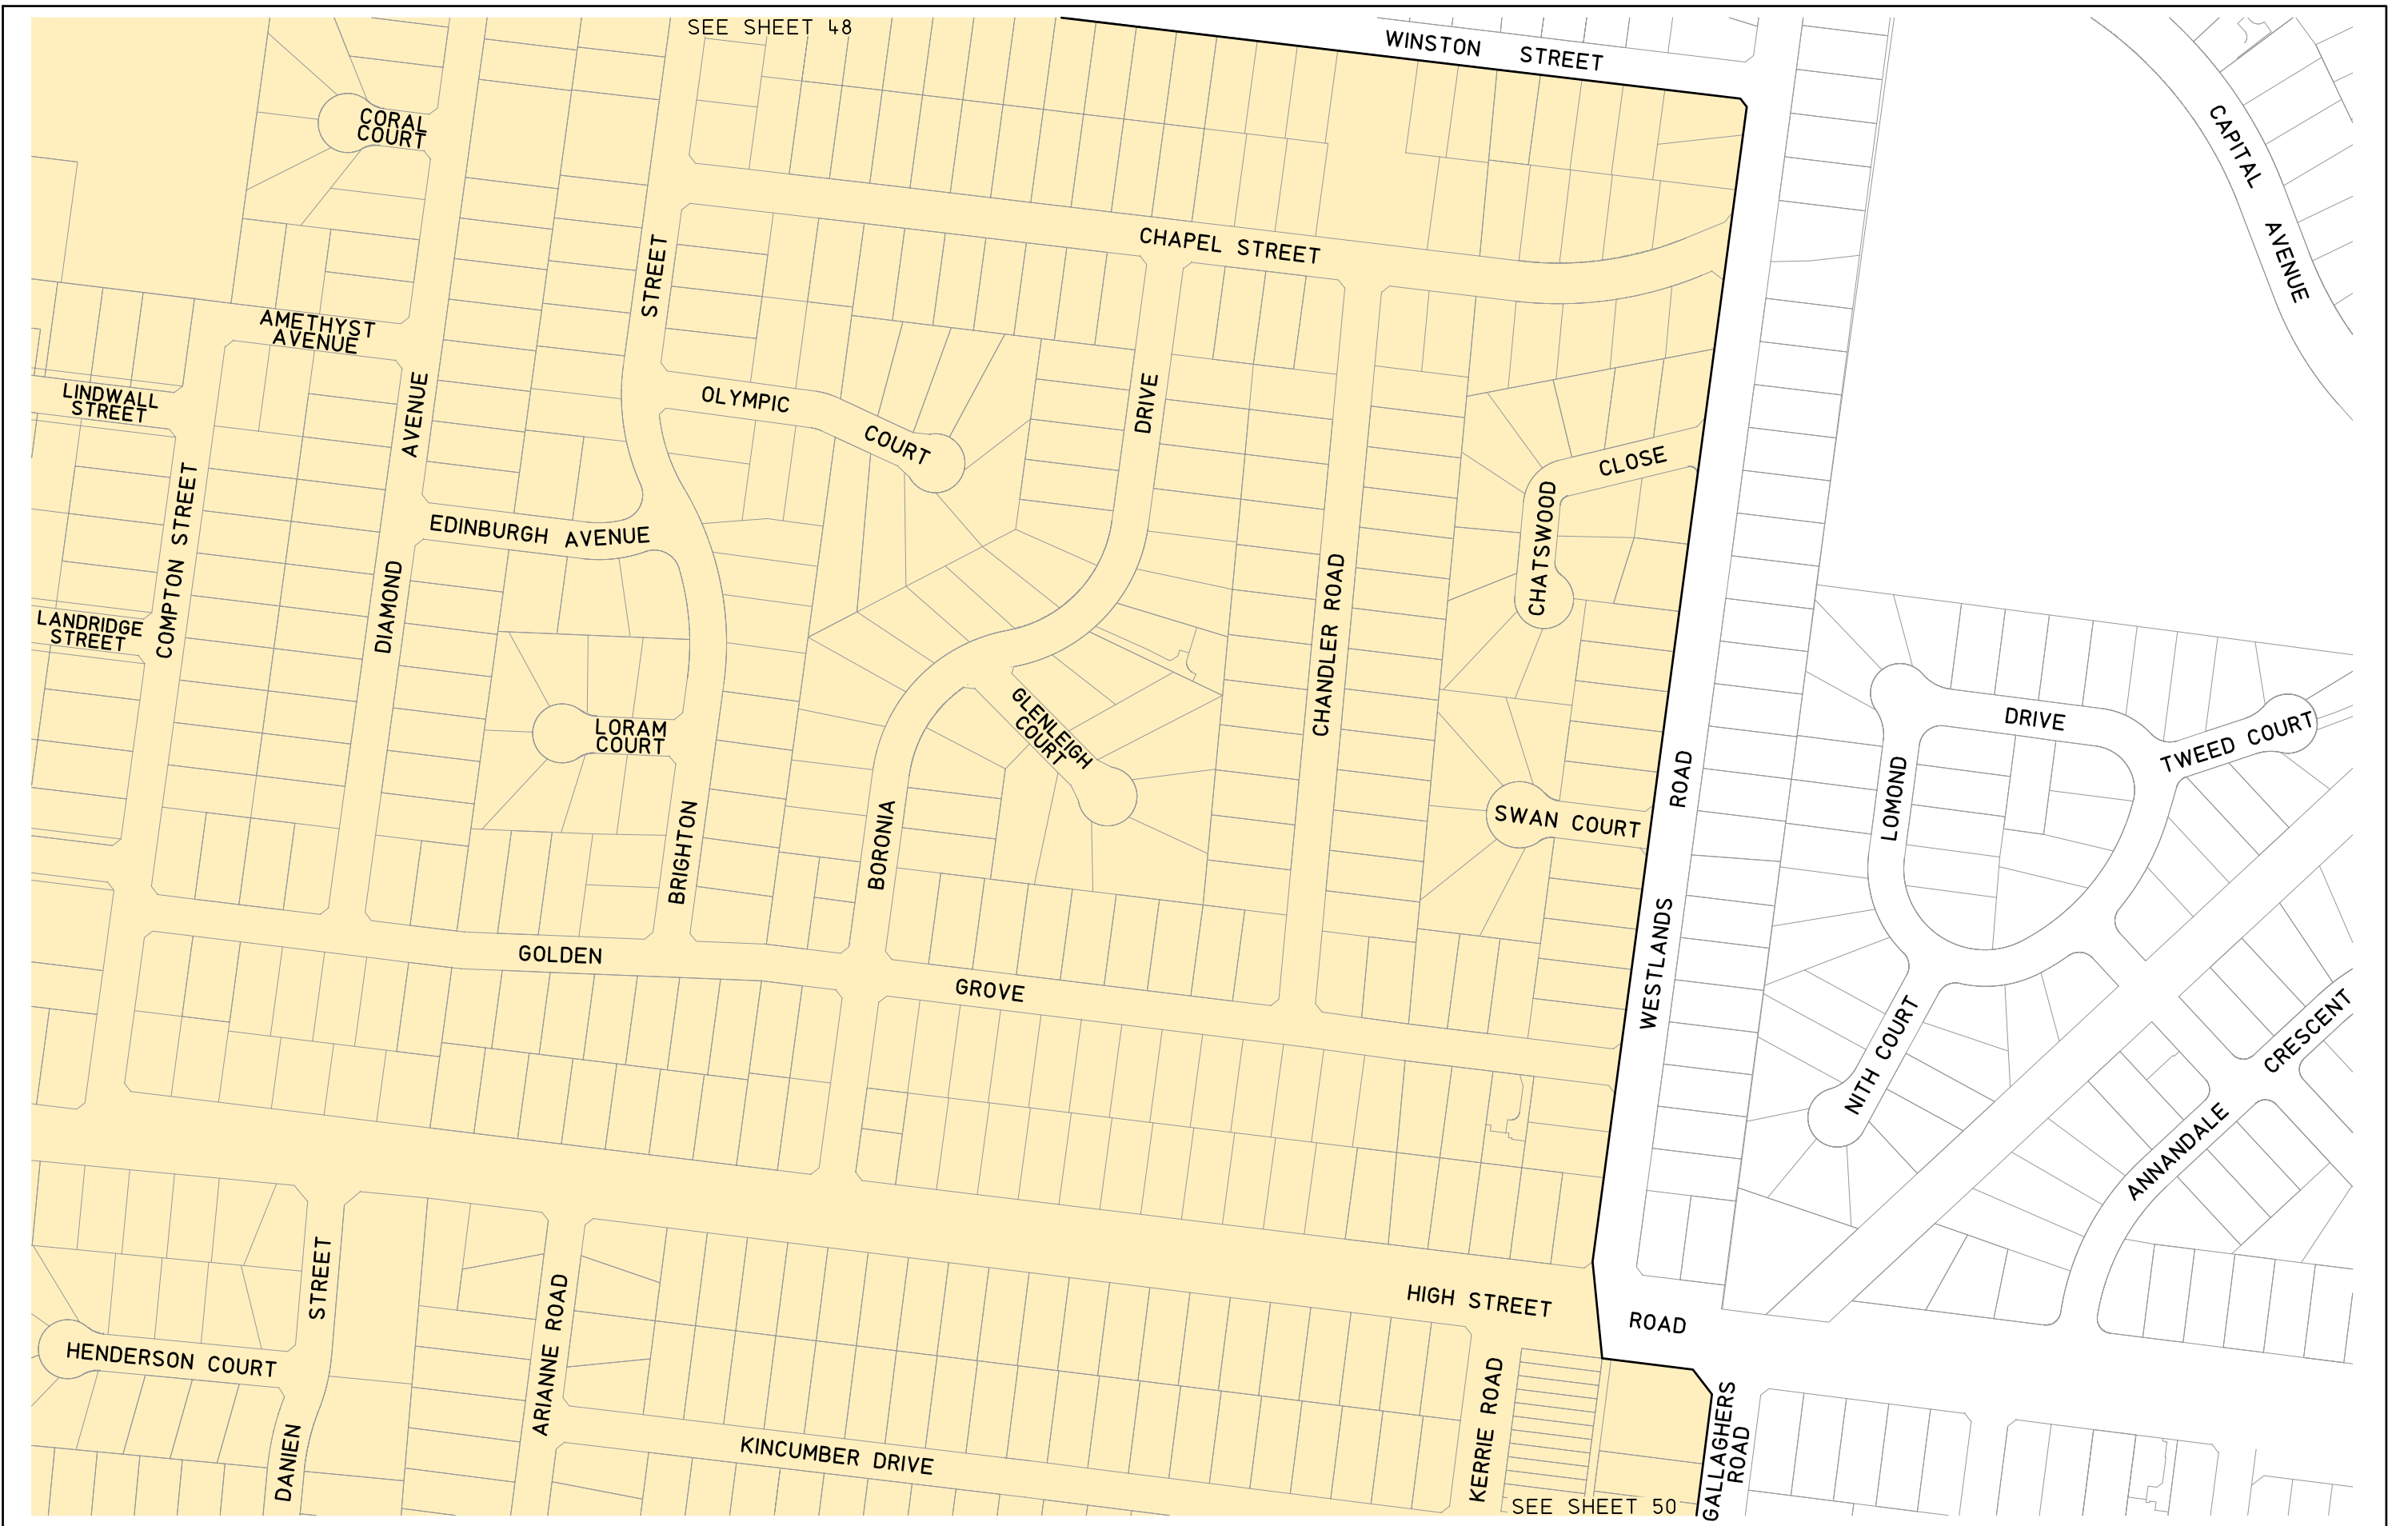 SEE SHEET 48
WINSTON STREET
CAPITAL AVENUE
CORAL
COURT
CHAPEL STREET
STREET
AMETHYST
AVENUE
LINDWALL
STREET
AVENUE
OLYMPIC COURT
DRIVE
CLOSE
CHATSWOOD
COMPTON STREET
EDINBURGH AVENUE
DIAMOND
LANDRIDGE
STREET
CHANDLER ROAD
GLENLEIGH
COURT
LORAM
COURT
DRIVE
TWEED COURT
LOMOND
ROAD
SWAN COURT
BRIGHTON
BORONIA
GOLDEN GROVE
WESTLANDS
NITH COURT
CRESCENT
ANNANDALE
STREET
HIGH STREET
ROAD
HENDERSON COURT
ARIANNE ROAD
DANIEN
KINCUMBER DRIVE
KERRIE ROAD
GALLAGHERS
ROAD
SEE SHEET 50